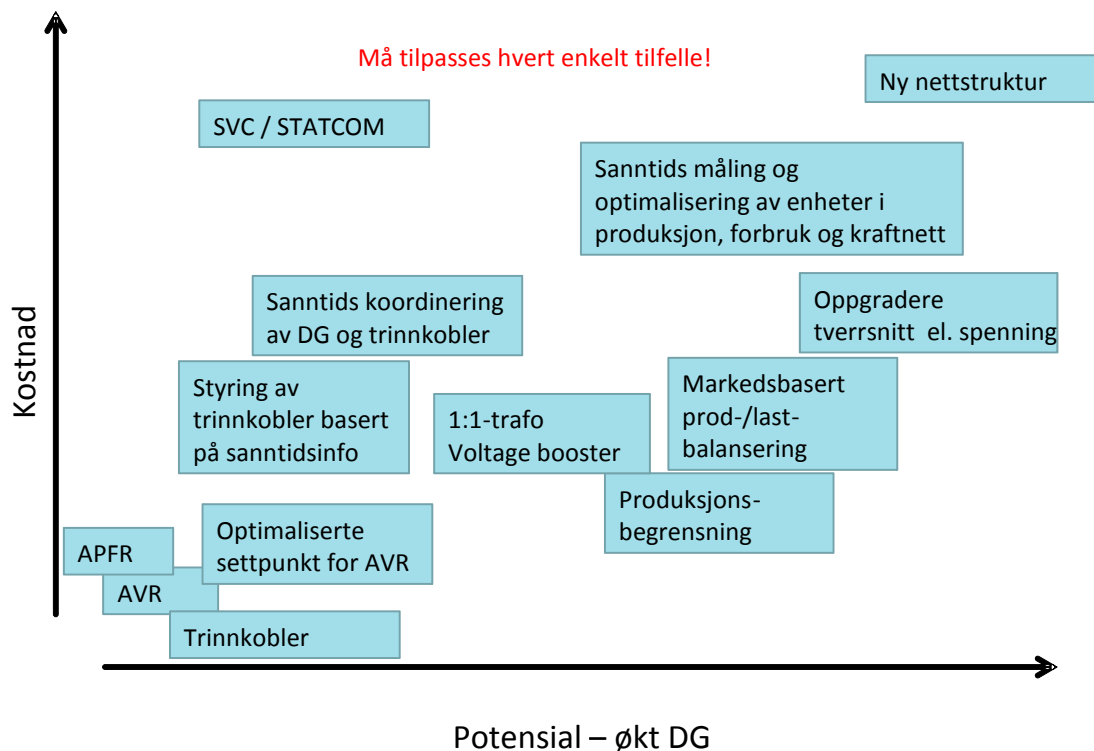 Må tilpasses hvert enkelt tilfelle!
Ny nettstruktur
SVC / STATCOM
Sanntids måling og
optimalisering av enheter i
produksjon, forbruk og kraftnett
Sanntids koordinering
av DG og trinnkobler
Oppgradere
tverrsnitt el. spenning
Kostnad
Styring av
trinnkobler basert
på sanntidsinfo
1:1-trafo
Voltage booster
Markedsbasert
prod-/last-
balansering
Produksjons-
begrensning
Optimaliserte
settpunkt for AVR
APFR
AVR
Trinnkobler
Potensial – økt DG